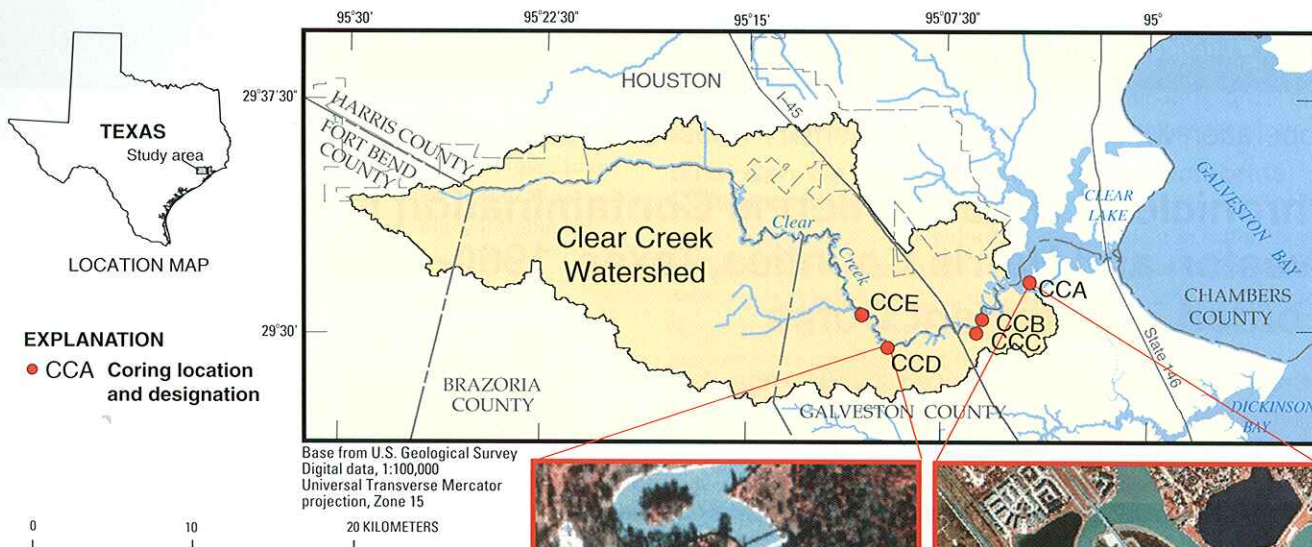 95°30'
95°22'30"
95°15'
95°07'30"
95°
29°37'30"
29°30'
TEXAS
Study area
LOCATION MAP
EXPLANATION
CCA Coring location
and designation
HOUSTON
I-45
HARRIS COUNTY
FORT BEND
COUNTY
Clear Creek
Watershed
Clear
Creek
CLEAR
LAKE
GALVESTON BAY
CCA
CCB
CCC
CCD
CCE
CHAMBERS
COUNTY
State 146
BRAZORIA
COUNTY
GALVESTON COUNTY
DICKINSON
BAY
Base from U.S. Geological Survey
Digital data, 1:100,000
Universal Transverse Mercator
projection, Zone 15
0 10 20 KILOMETERS